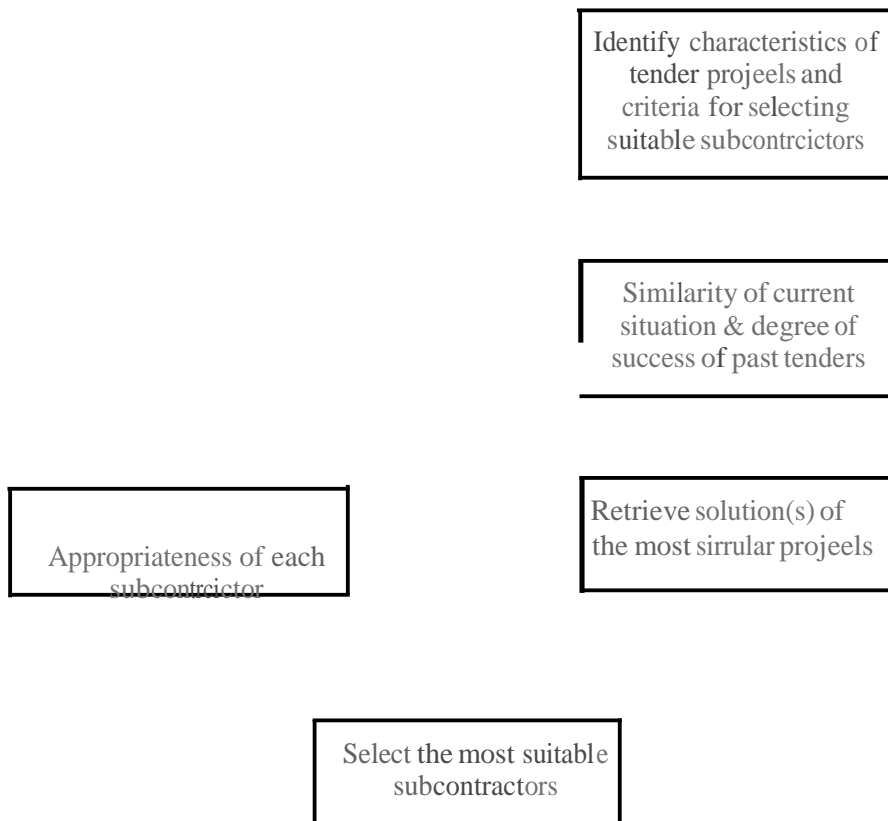 Identify characteristics of
tender projeels and
criteria for selecting
suitable subcontrcictors
Similarity of current
situation & degree of
success of past tenders
Retrieve solution(s) of
the most sirrular projeels
Appropriateness of each
subcontrcictor
Select the most suitable
subcontractors